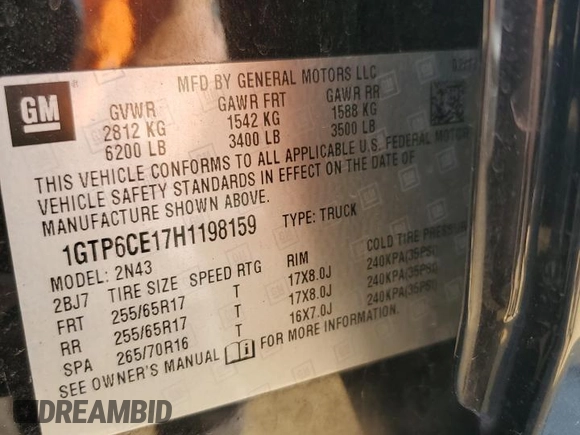 GM
MFD BY GENERAL MOTORS LLC
GVWR GAWR FRT GAWR RR
2812 KG 1542 KG 1588 KG
6200 LB 3400 LB 3500 LB
THIS VEHICLE CONFORMS TO ALL APPLICABLE U.S. FEDERAL MOTOR
VEHICLE SAFETY STANDARDS IN EFFECT ON THE DATE OF
MANUFACTURE SHOWN ABOVE.
1GTP6CE17H1198159 TYPE: TRUCK
MODEL: 2N43
2BJ7 TIRE SIZE SPEED RTG RIM COLD TIRE
FRT 255/65R17 T 17X8.0J 240KPA(35PSI)
RR 255/65R17 T 17X8.0J 240KPA(35PSI)
SPA 265/70R16 T 16X7.0J 240KPA(35PSI)
SEE OWNER'S MANUAL FOR MORE INFORMATION.
DREAMBID